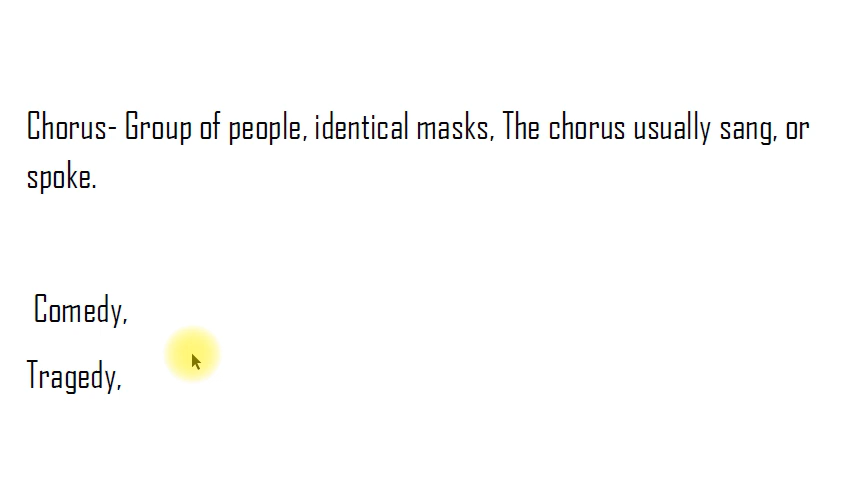 Chorus- Group of people, identical masks, The chorus usually sang, or
spoke.
Comedy,
Tragedy,